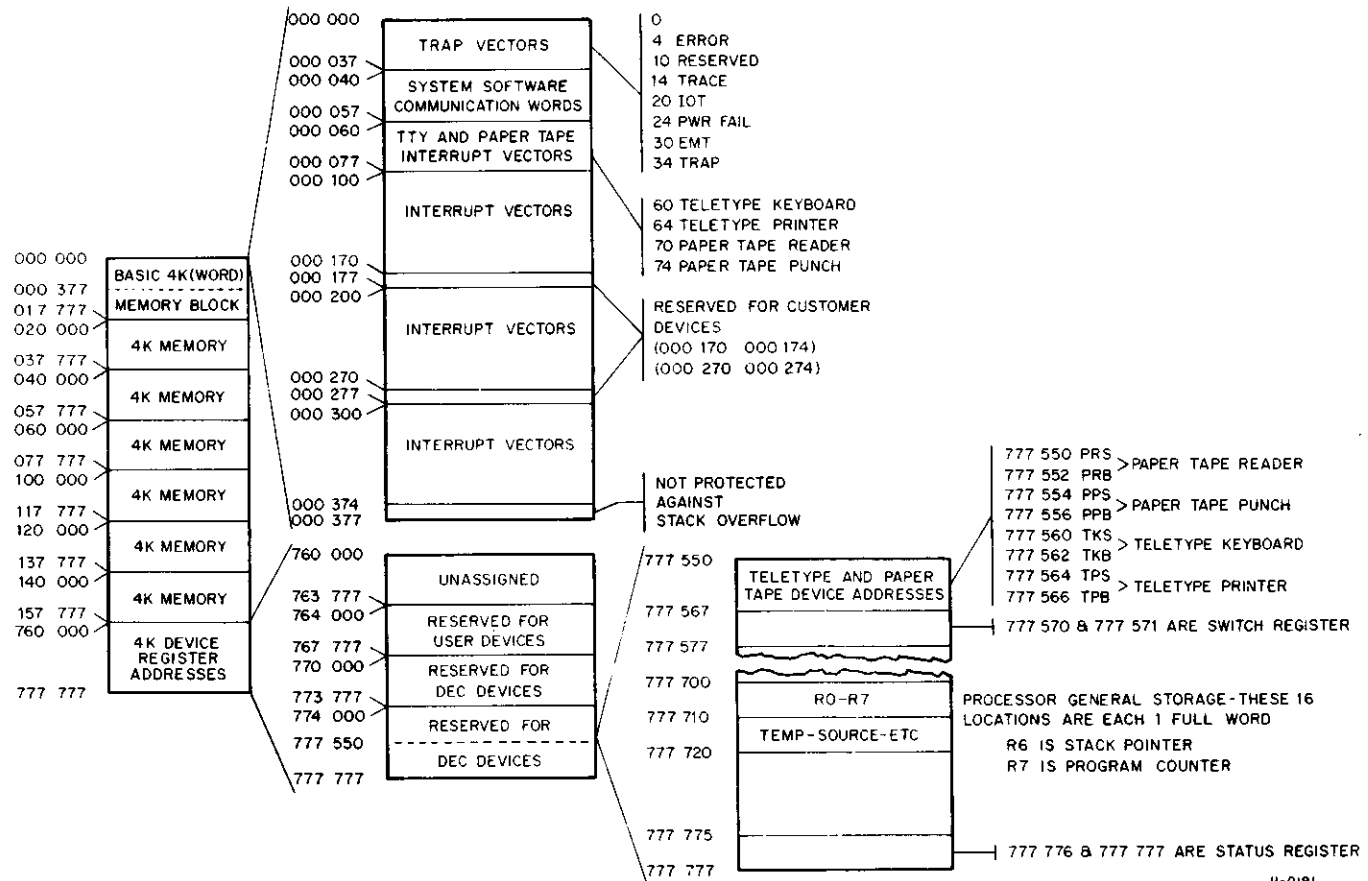 000 000
BASIC 4K(WORD)
000 377
MEMORY BLOCK
017 777
020 000
4K MEMORY
037 777
040 000
4K MEMORY
057 777
060 000
4K MEMORY
077 777
100 000
4K MEMORY
117 777
120 000
4K MEMORY
137 777
140 000
4K MEMORY
157 777
760 000
4K DEVICE
REGISTER
ADDRESSES
777 777
000 000
TRAP VECTORS
000 037
000 040
SYSTEM SOFTWARE
COMMUNICATION WORDS
000 057
000 060
TTY AND PAPER TAPE
INTERRUPT VECTORS
000 077
000 100
INTERRUPT VECTORS
000 170
000 177
000 200
INTERRUPT VECTORS
000 270
000 277
000 300
INTERRUPT VECTORS
000 374
000 377
0
4 ERROR
10 RESERVED
14 TRACE
20 IOT
24 PWR FAIL
30 EMT
34 TRAP
60 TELETYPE KEYBOARD
64 TELETYPE PRINTER
70 PAPER TAPE READER
74 PAPER TAPE PUNCH
RESERVED FOR CUSTOMER
DEVICES
(000 170 000 174)
(000 270 000 274)
NOT PROTECTED
AGAINST
STACK OVERFLOW
760 000
UNASSIGNED
763 777
764 000
RESERVED FOR
USER DEVICES
767 777
770 000
RESERVED FOR
DEC DEVICES
773 777
774 000
RESERVED FOR
777 550
DEC DEVICES
777 777
777 550
TELETYPE AND PAPER
TAPE DEVICE ADDRESSES
777 567
777 577
777 700
R0-R7
777 710
TEMP-SOURCE-ETC
777 720
777 775
777 777
777 550 PRS
777 552 PRB
> PAPER TAPE READER
777 554 PPS
777 556 PPB
> PAPER TAPE PUNCH
777 560 TKS
777 562 TKB
> TELETYPE KEYBOARD
777 564 TPS
777 566 TPB
> TELETYPE PRINTER
777 570 & 777 571 ARE SWITCH REGISTER
PROCESSOR GENERAL STORAGE-THESE 16
LOCATIONS ARE EACH 1 FULL WORD
R6 IS STACK POINTER
R7 IS PROGRAM COUNTER
777 776 & 777 777 ARE STATUS REGISTER